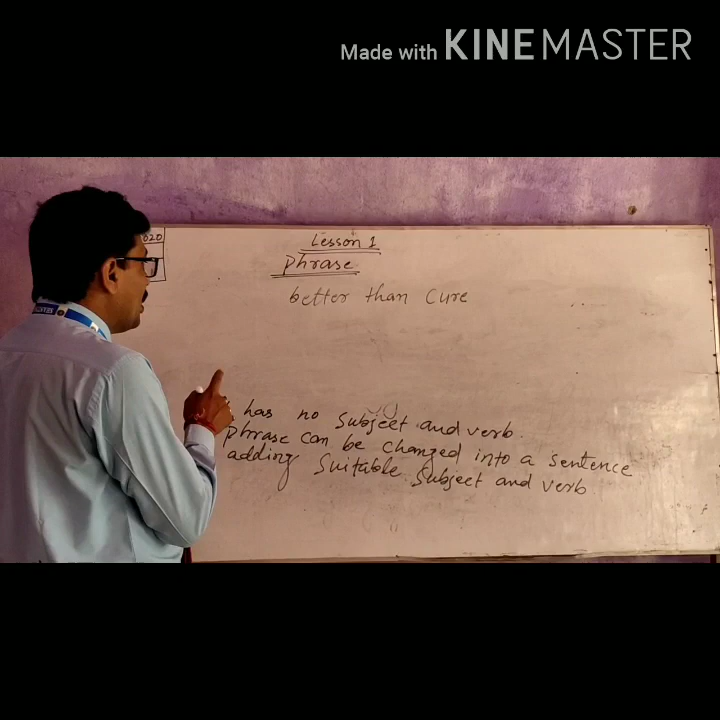 Made with KINEMASTER
020
Lesson 1
Phrase
better than cure
has no subject and verb.
phrase can be changed into a sentence
adding suitable subject and verb